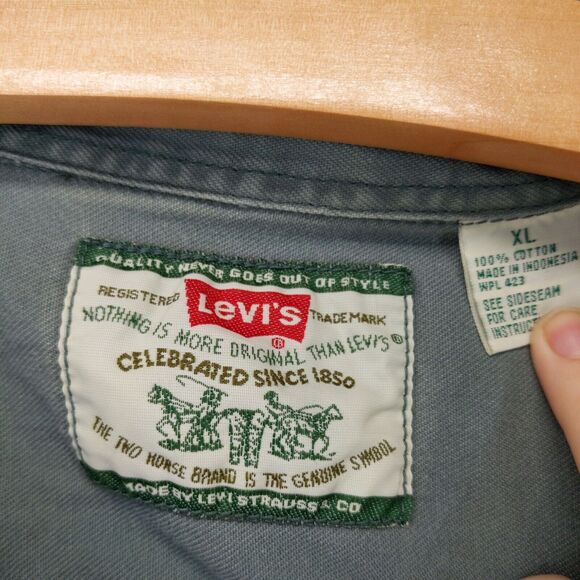 QUALITY NEVER GOES OUT OF STYLE
REGISTERED LEVI'S TRADEMARK
NOTHING IS MORE ORIGINAL THAN LEVI'S®
CELEBRATED SINCE 1850
THE TWO HORSE BRAND IS THE GENUINE SYMBOL
MADE BY LEVI STRAUSS & CO
XL
100% COTTON
MADE IN INDONESIA
WPL 423
SEE SIDESEAM
FOR CARE
INSTRUC